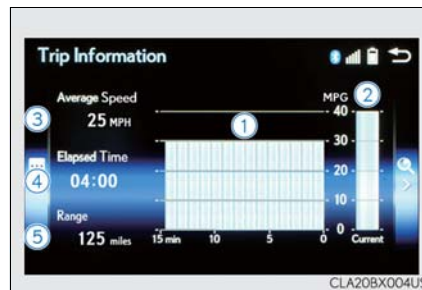 Trip Information
Average Speed
MPG
2
3
25 MPH
1
40
30
Elapsed Time
20
4
04:00
10
Range
0
5
125 miles
15 min
10
5
0
Current
CLA20BX004US